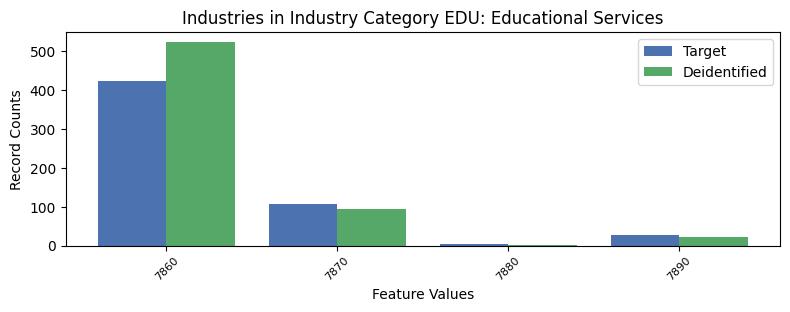 Industries in Industry Category EDU: Educational Services
Target
Deidentified
Record Counts
500
400
300
200
100
0
7860
7870
7880
7890
Feature Values